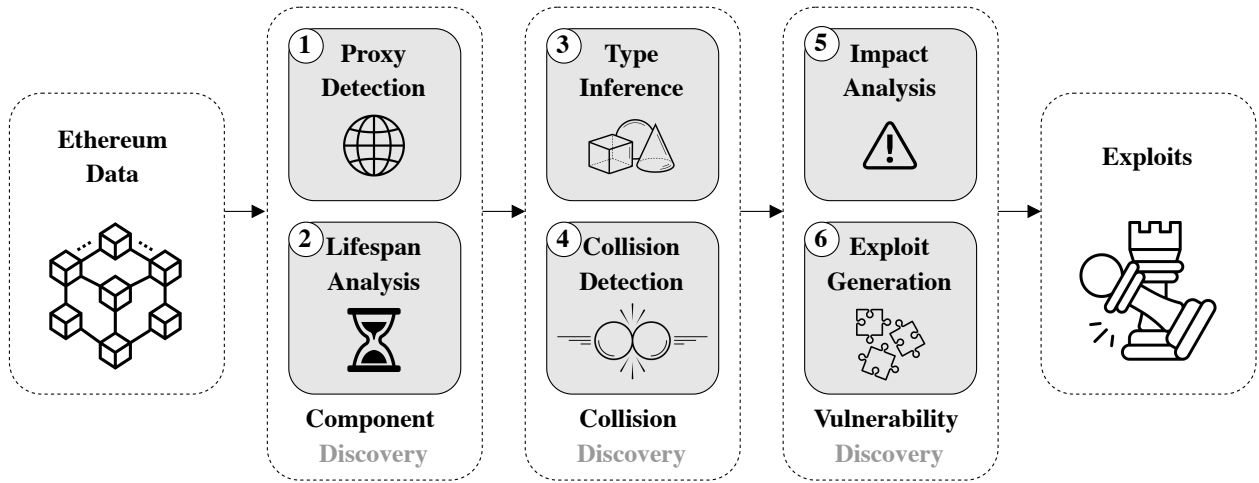 Ethereum
Data
1
Proxy
Detection
2
Lifespan
Analysis
Component
Discovery
3
Type
Inference
4
Collision
Detection
Collision
Discovery
5
Impact
Analysis
6
Exploit
Generation
Vulnerability
Discovery
Exploits